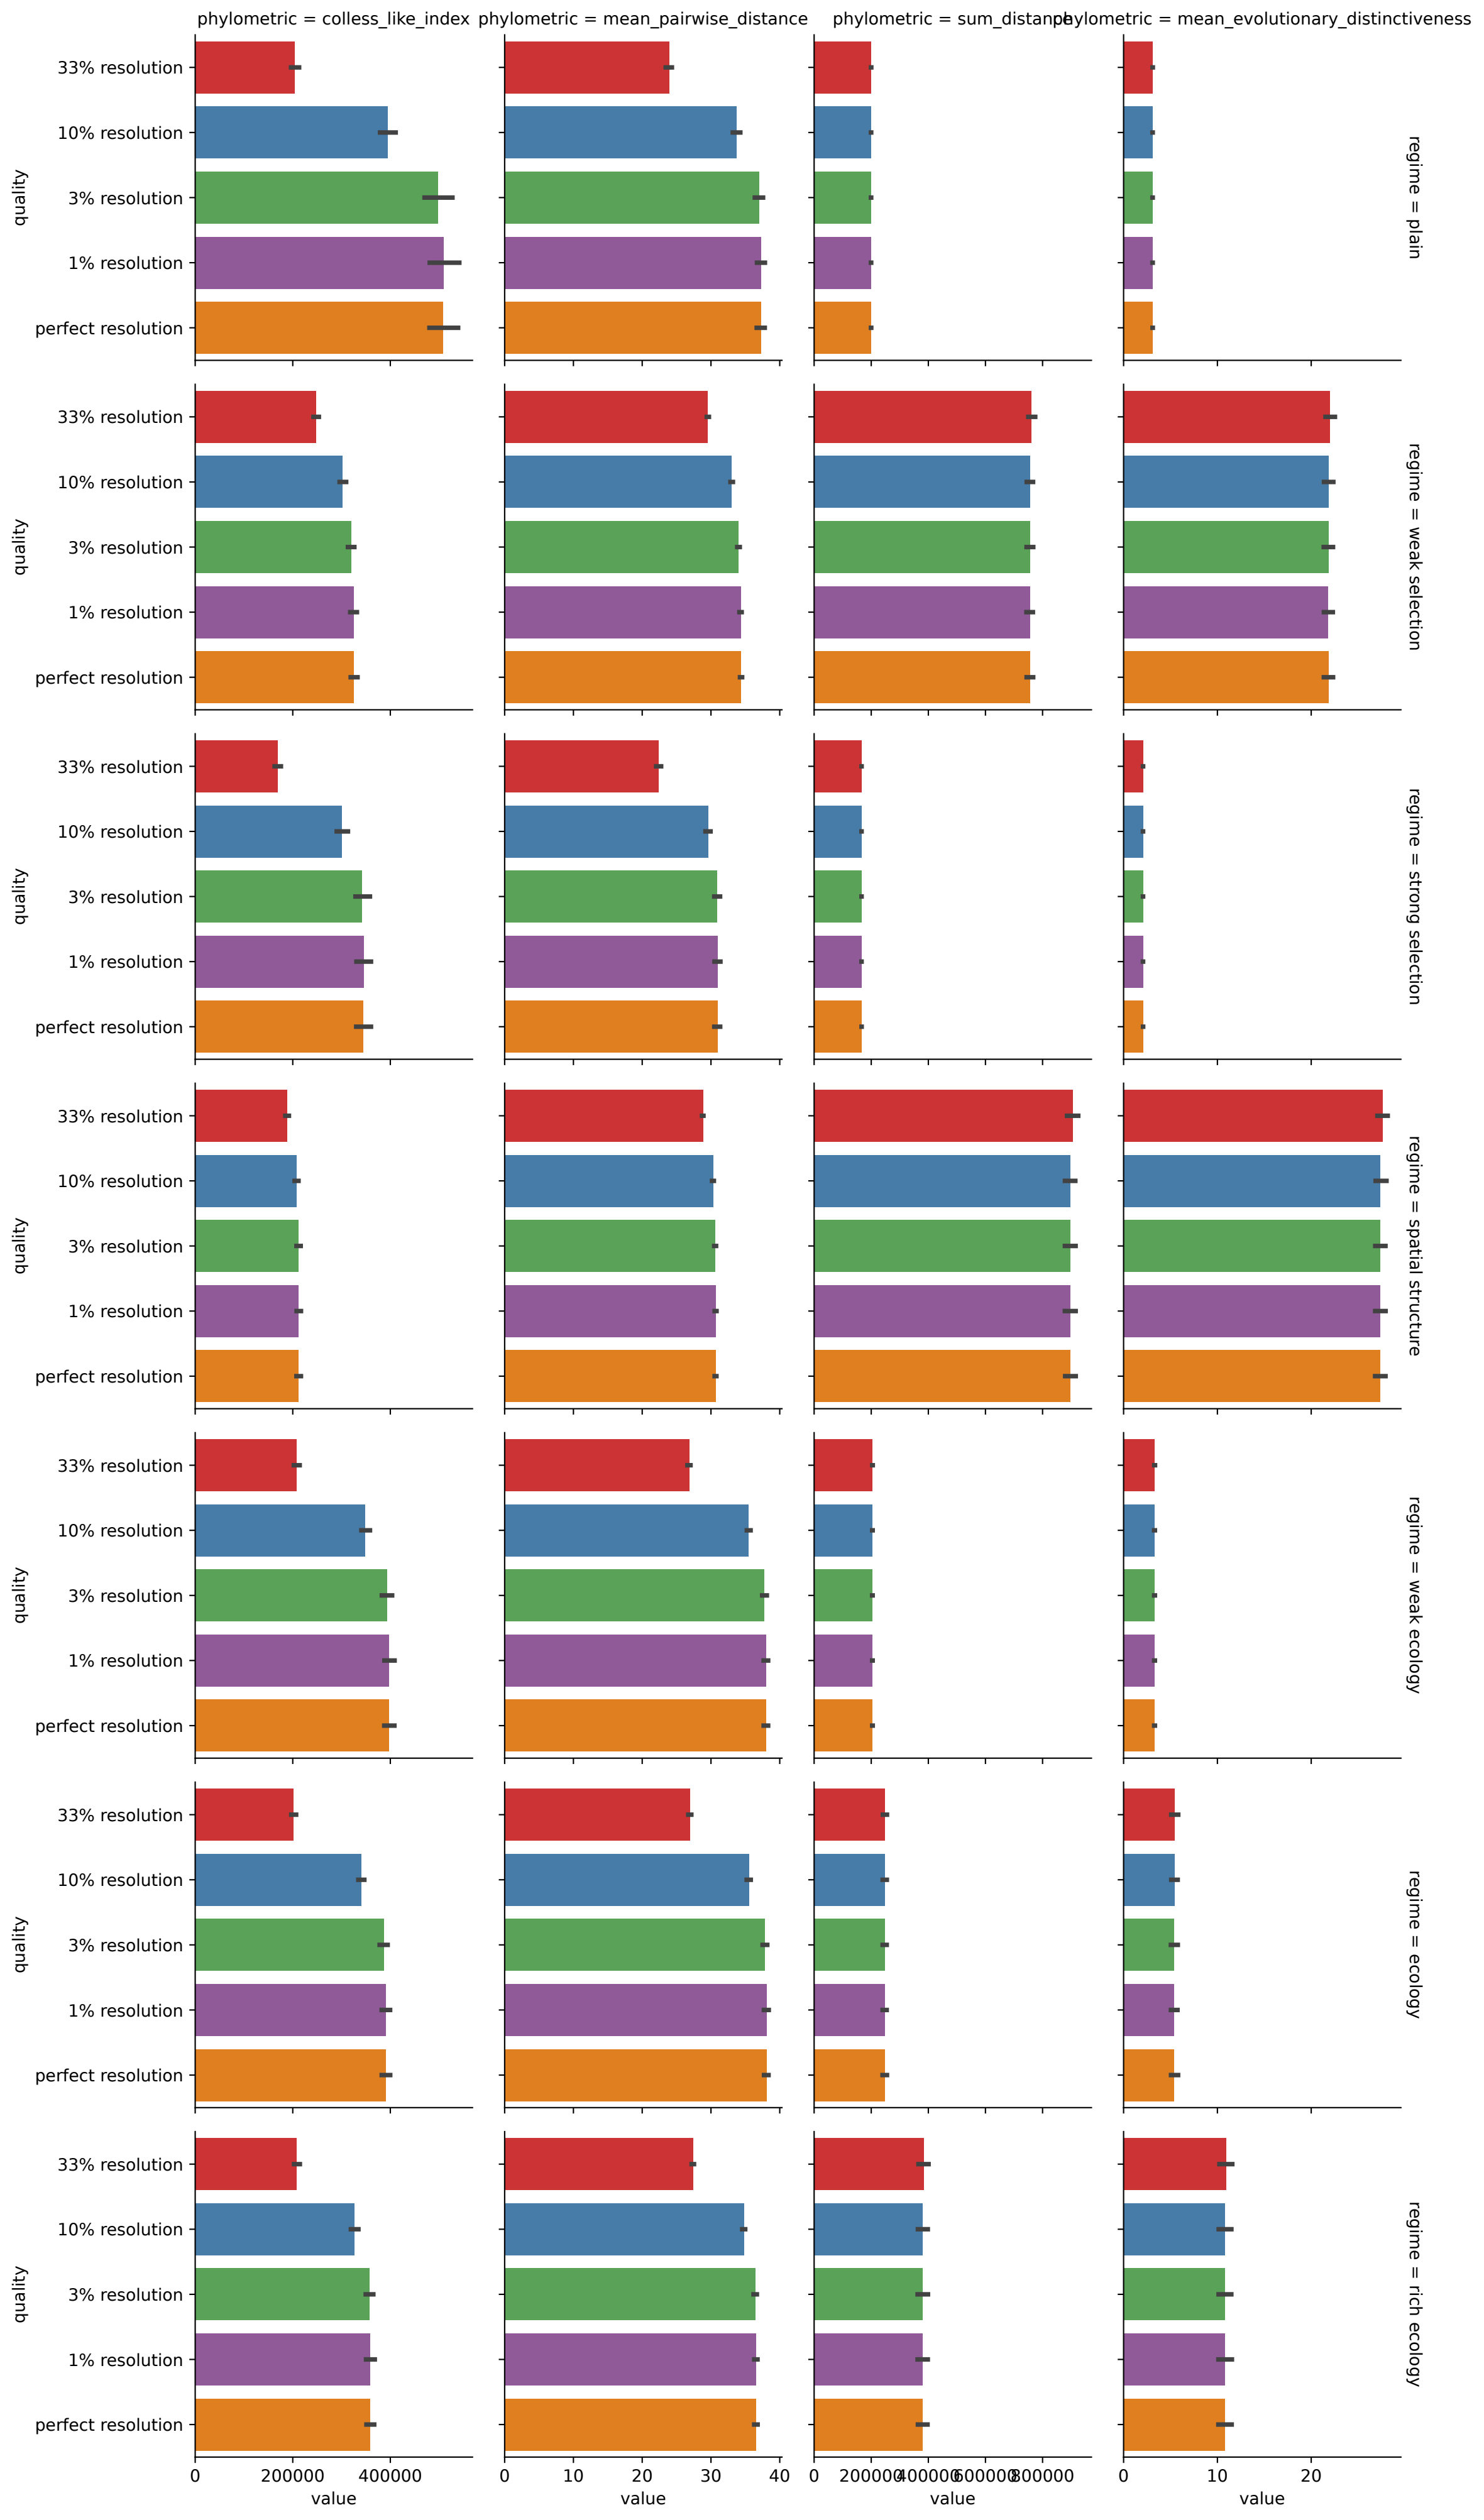 phylometric = colless_like_index
phylometric = mean_pairwise_distance
phylometric = sum_distance
phylometric = mean_evolutionary_distinctiveness
quality
33% resolution
10% resolution
3% resolution
1% resolution
perfect resolution
regime = plain
quality
33% resolution
10% resolution
3% resolution
1% resolution
perfect resolution
regime = weak selection
quality
33% resolution
10% resolution
3% resolution
1% resolution
perfect resolution
regime = strong selection
quality
33% resolution
10% resolution
3% resolution
1% resolution
perfect resolution
regime = spatial structure
quality
33% resolution
10% resolution
3% resolution
1% resolution
perfect resolution
regime = weak ecology
quality
33% resolution
10% resolution
3% resolution
1% resolution
perfect resolution
regime = ecology
quality
33% resolution
10% resolution
3% resolution
1% resolution
perfect resolution
regime = rich ecology
0 200000 400000
value
0 10 20 30 40
value
0 200000 400000 600000 800000
value
0 10 20
value